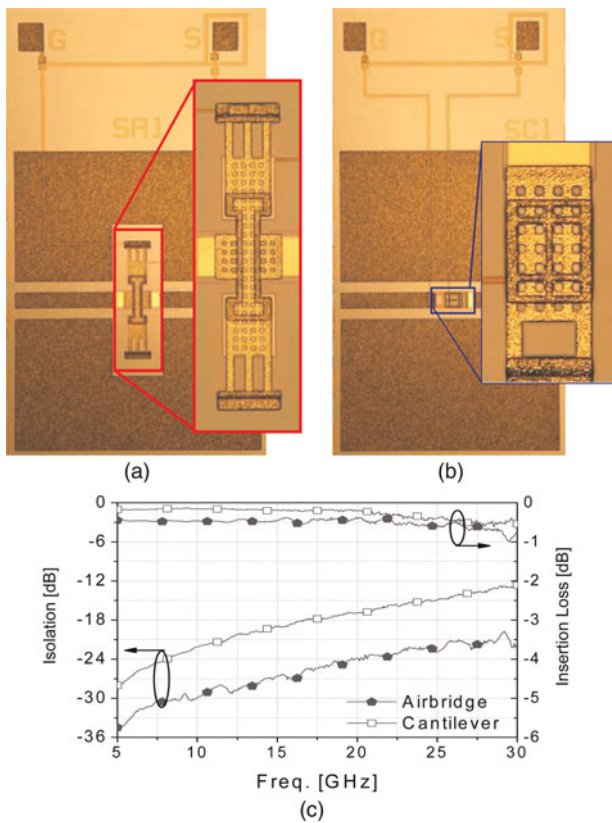 G S
SA1
G S
SC1
(a) (b)
0 0
-6 1
-12 2
-18 3
-24 4
-30 5
-36 6
Isolation [dB]
Insertion Loss [dB]
Airbridge
Cantilever
5 10 15 20 25 30
Freq. [GHz]
(c)